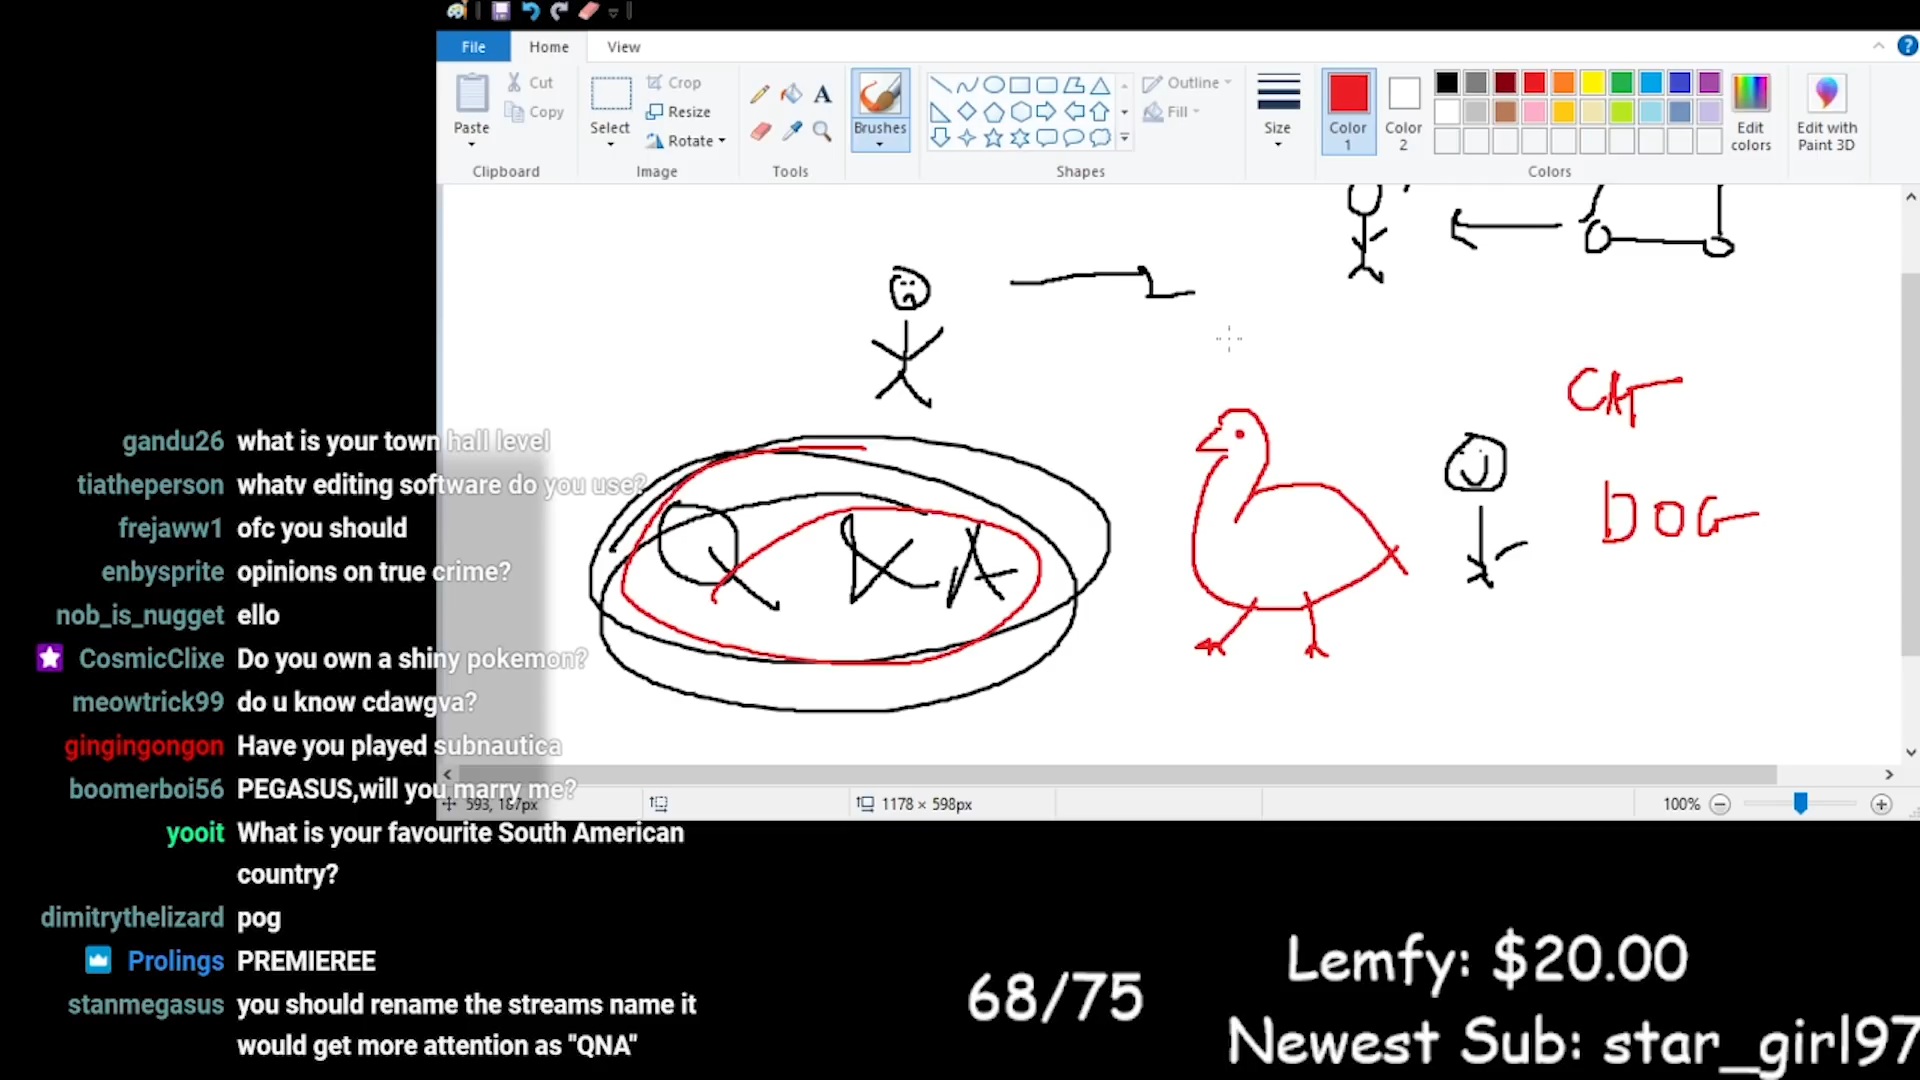 File Home View
Paste
Cut
Copy
Clipboard
Select
Crop
Resize
Rotate
Image
A
Tools
Brushes
Outline
Fill
Shapes
Size
Color
1
Color
2
Edit
colors
Edit with
Paint 3D
Colors
?
CAT
DOG
Q & A
593, 187px
1178 × 598px
100%
gandu26 what is your town hall level
tiatheperson whatv editing software do you use?
frejaww1 ofc you should
enbysprite opinions on true crime?
nob_is_nugget ello
CosmicClixe Do you own a shiny pokemon?
meowtrick99 do u know cdawgva?
gingingongon Have you played subnautica
boomerboi56 PEGASUS,will you marry me?
yooit What is your favourite South American
country?
dimitrythelizard pog
Prolings PREMIEREE
stanmegasus you should rename the streams name it
would get more attention as "QNA"
68/75
Lemfy: $20.00
Newest Sub: star_girl97